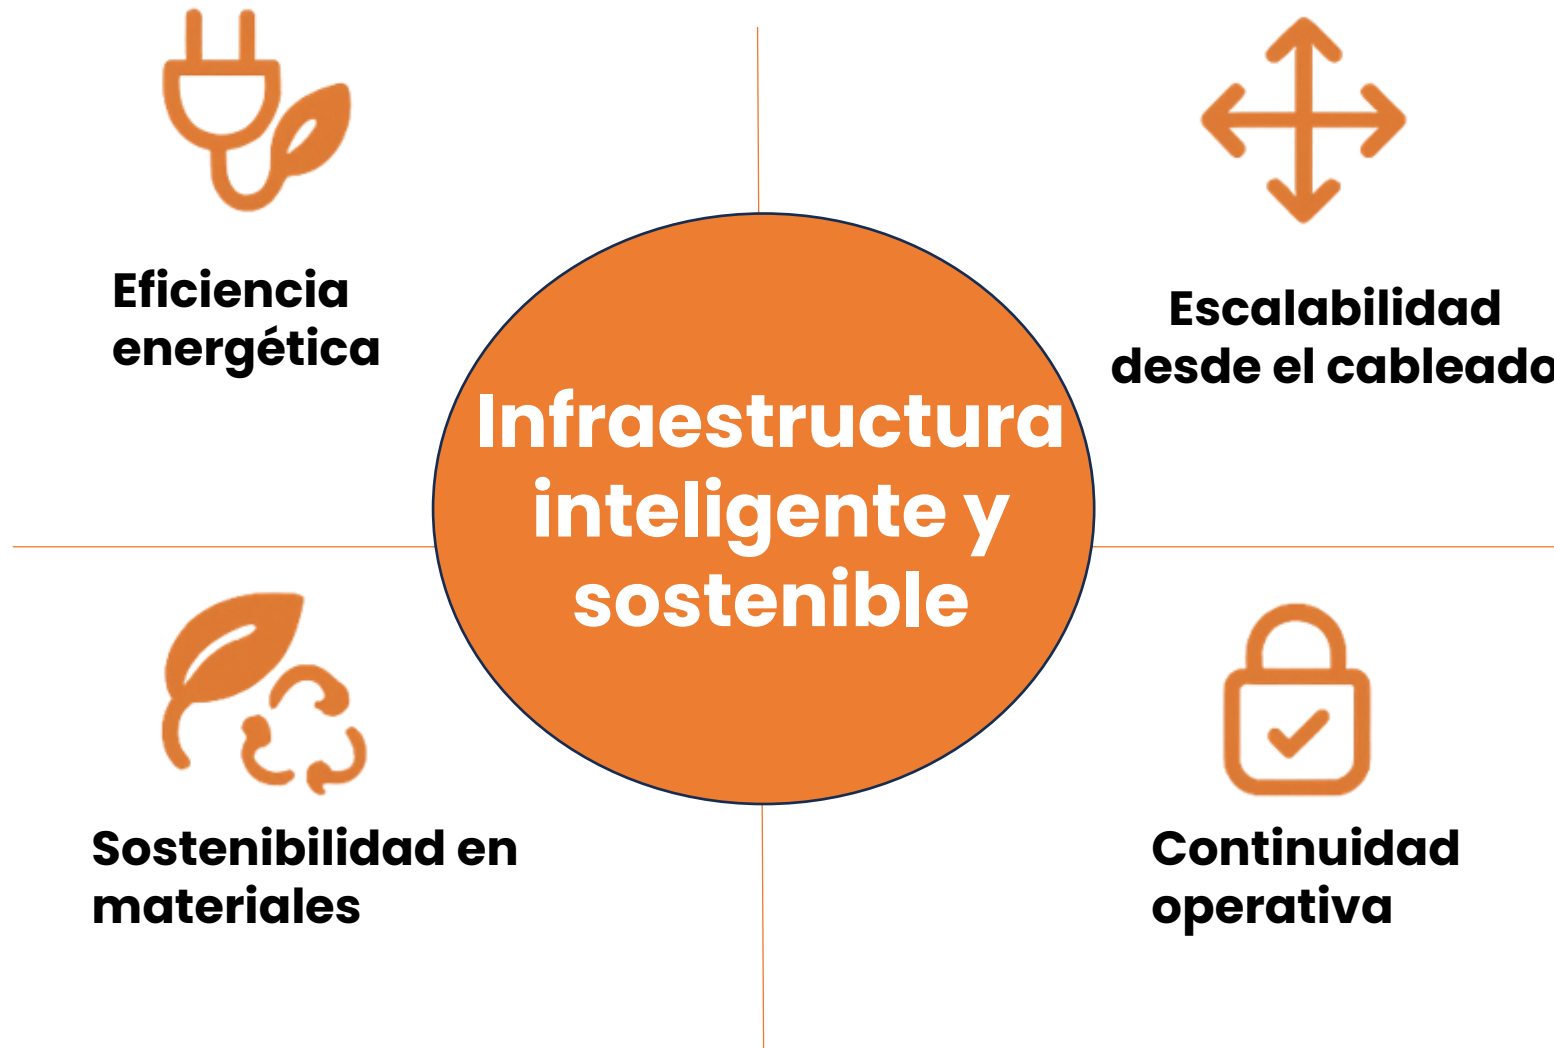 Eficiencia
energética
Escalabilidad
desde el cableado
Infraestructura
inteligente y
sostenible
Sostenibilidad en
materiales
Continuidad
operativa